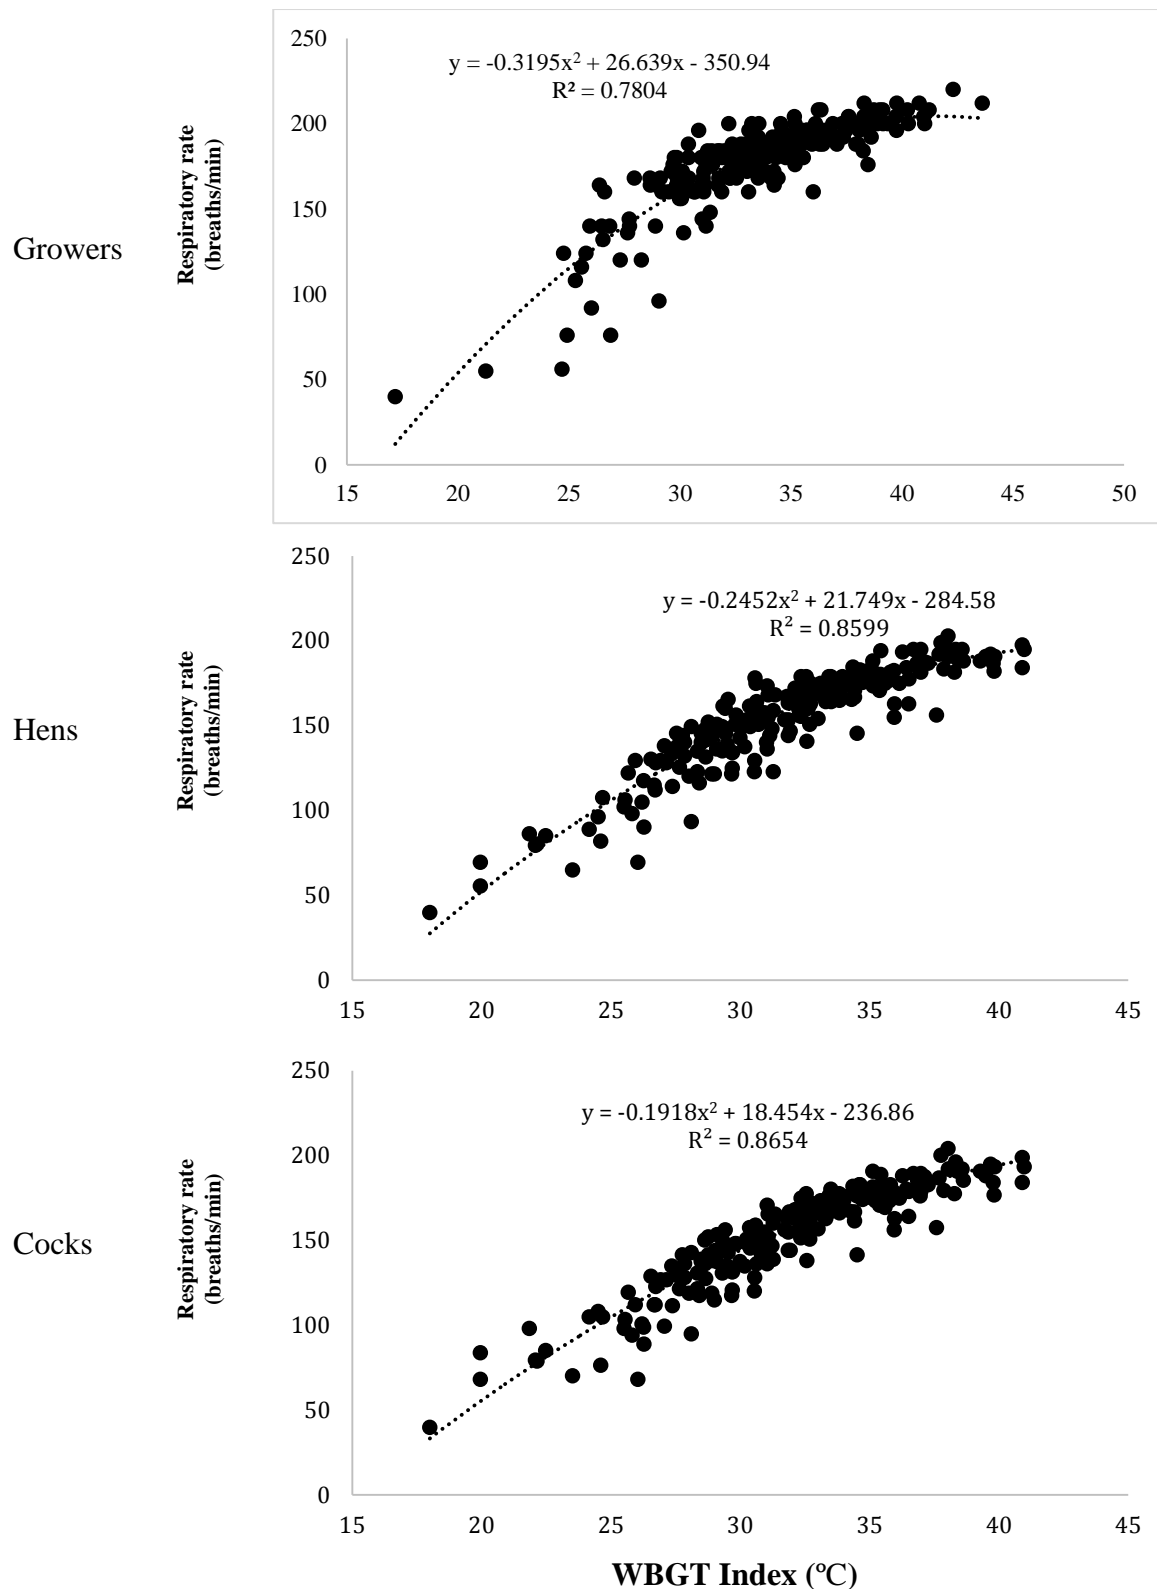 250
200
150
100
50
0
y = -0.3195x² + 26.639x - 350.94
R² = 0.7804
Growers
Respiratory rate
(breaths/min)
15 20 25 30 35 40 45 50
250
200
150
100
50
0
y = -0.2452x² + 21.749x - 284.58
R² = 0.8599
Hens
Respiratory rate
(breaths/min)
15 20 25 30 35 40 45
250
200
150
100
50
0
y = -0.1918x² + 18.454x - 236.86
R² = 0.8654
Cocks
Respiratory rate
(breaths/min)
15 20 25 30 35 40 45
WBGT Index (ºC)